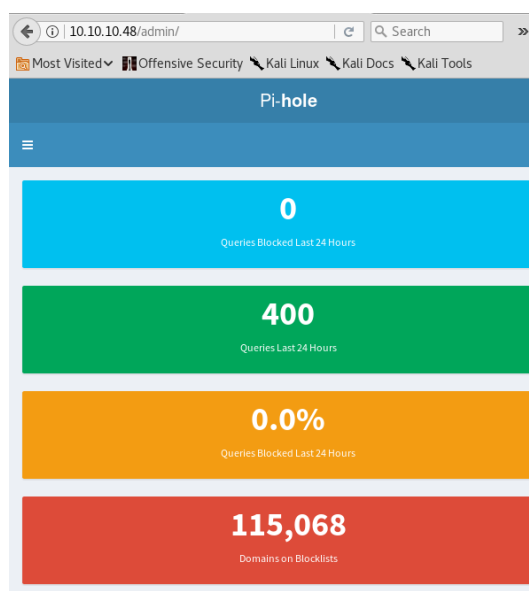 10.10.10.48/admin/
Search
Most Visited Offensive Security Kali Linux Kali Docs Kali Tools
Pi-hole
0
Queries Blocked Last 24 Hours
400
Queries Last 24 Hours
0.0%
Queries Blocked Last 24 Hours
115,068
Domains on Blocklists